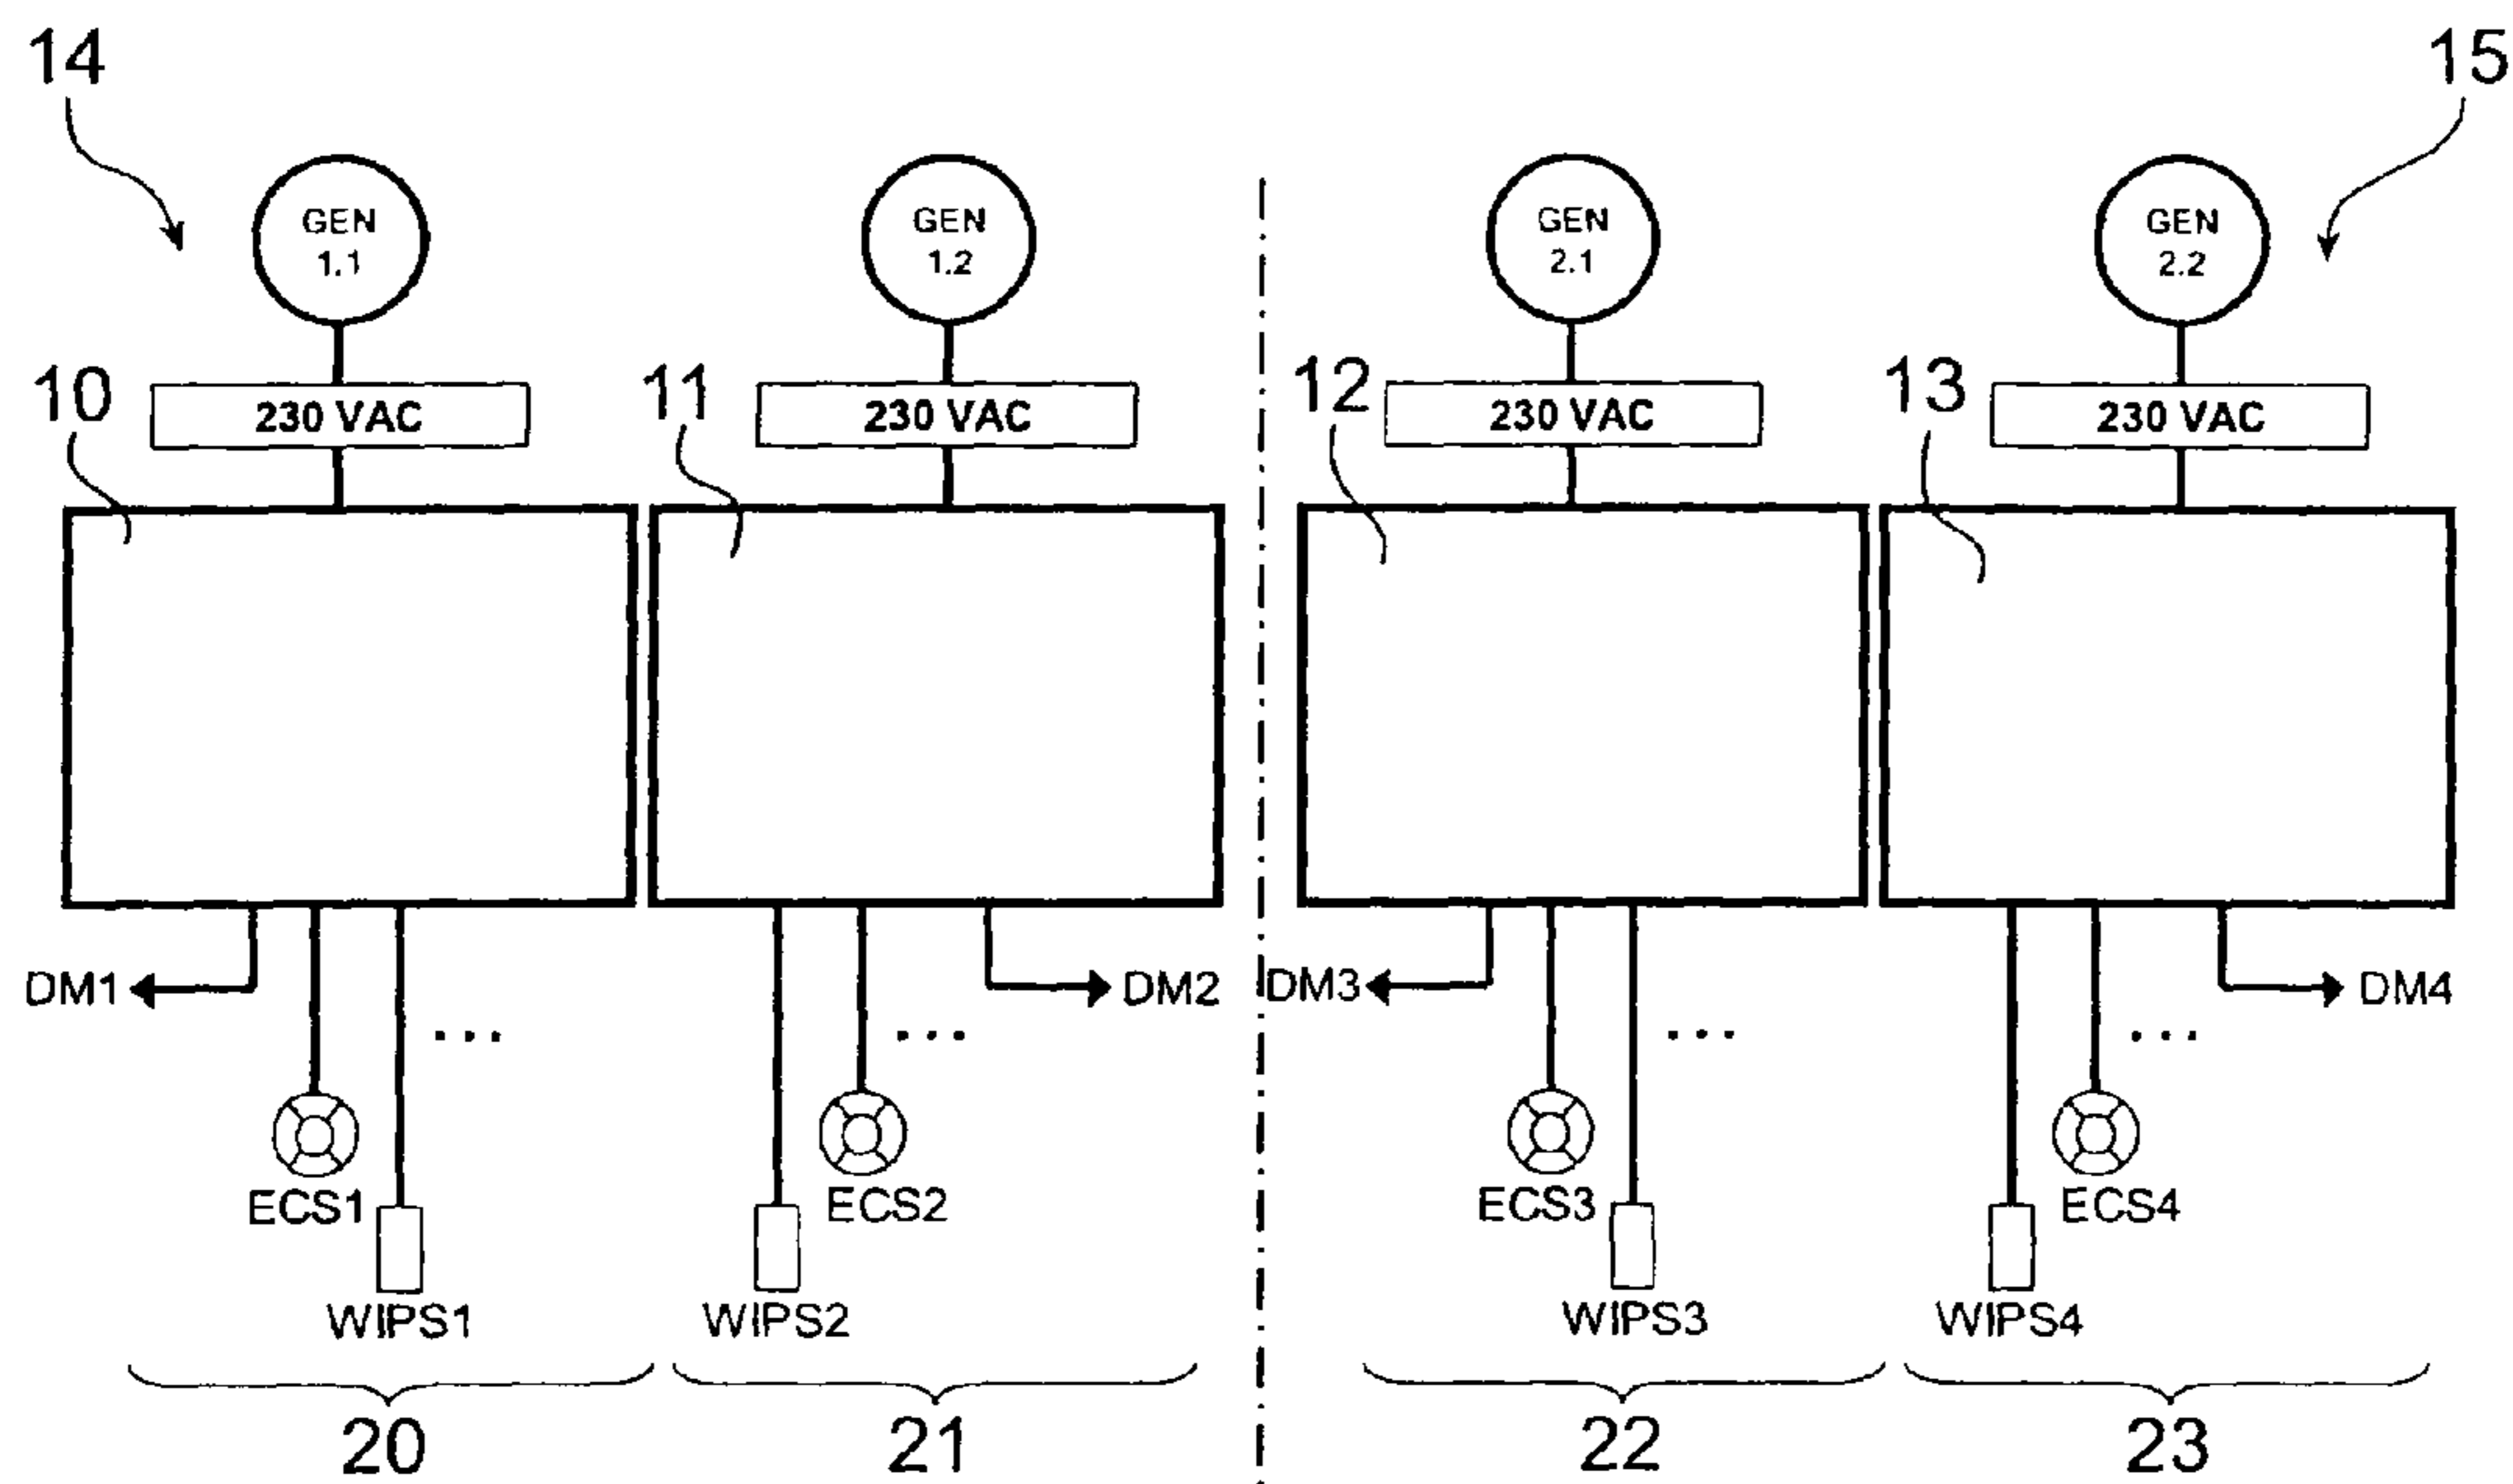 14
15
GEN
1.1
GEN
1.2
GEN
2.1
GEN
2.2
10
230 VAC
11
230 VAC
12
230 VAC
13
230 VAC
DM1
DM2
DM3
DM4
...
...
...
...
ECS1
ECS2
ECS3
ECS4
WIPS1
WIPS2
WIPS3
WIPS4
20
21
22
23